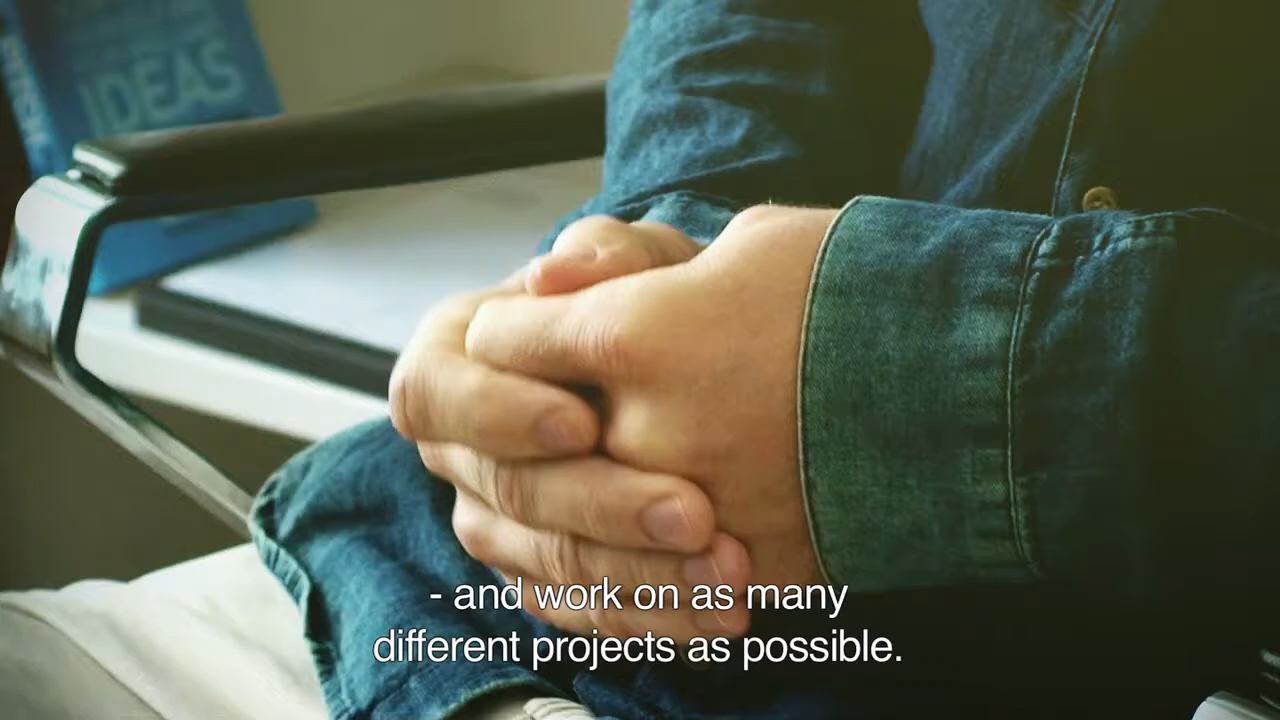 IDEAS
- and work on as many
different projects as possible.